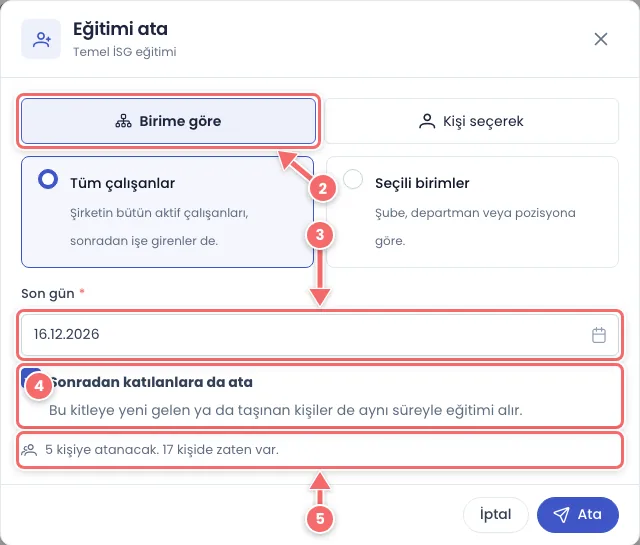 Eğitimi ata
Temel İSG eğitimi
Birime göre
Kişi seçerek
2
Tüm çalışanlar
Şirketin bütün aktif çalışanları,
sonradan işe girenler de.
Seçili birimler
Şube, departman veya pozisyona
göre.
3
Son gün *
16.12.2026
4
Sonradan katılanlara da ata
Bu kitleye yeni gelen ya da taşınan kişiler de aynı süreyle eğitimi alır.
5 kişiye atanacak. 17 kişide zaten var.
5
İptal
Ata